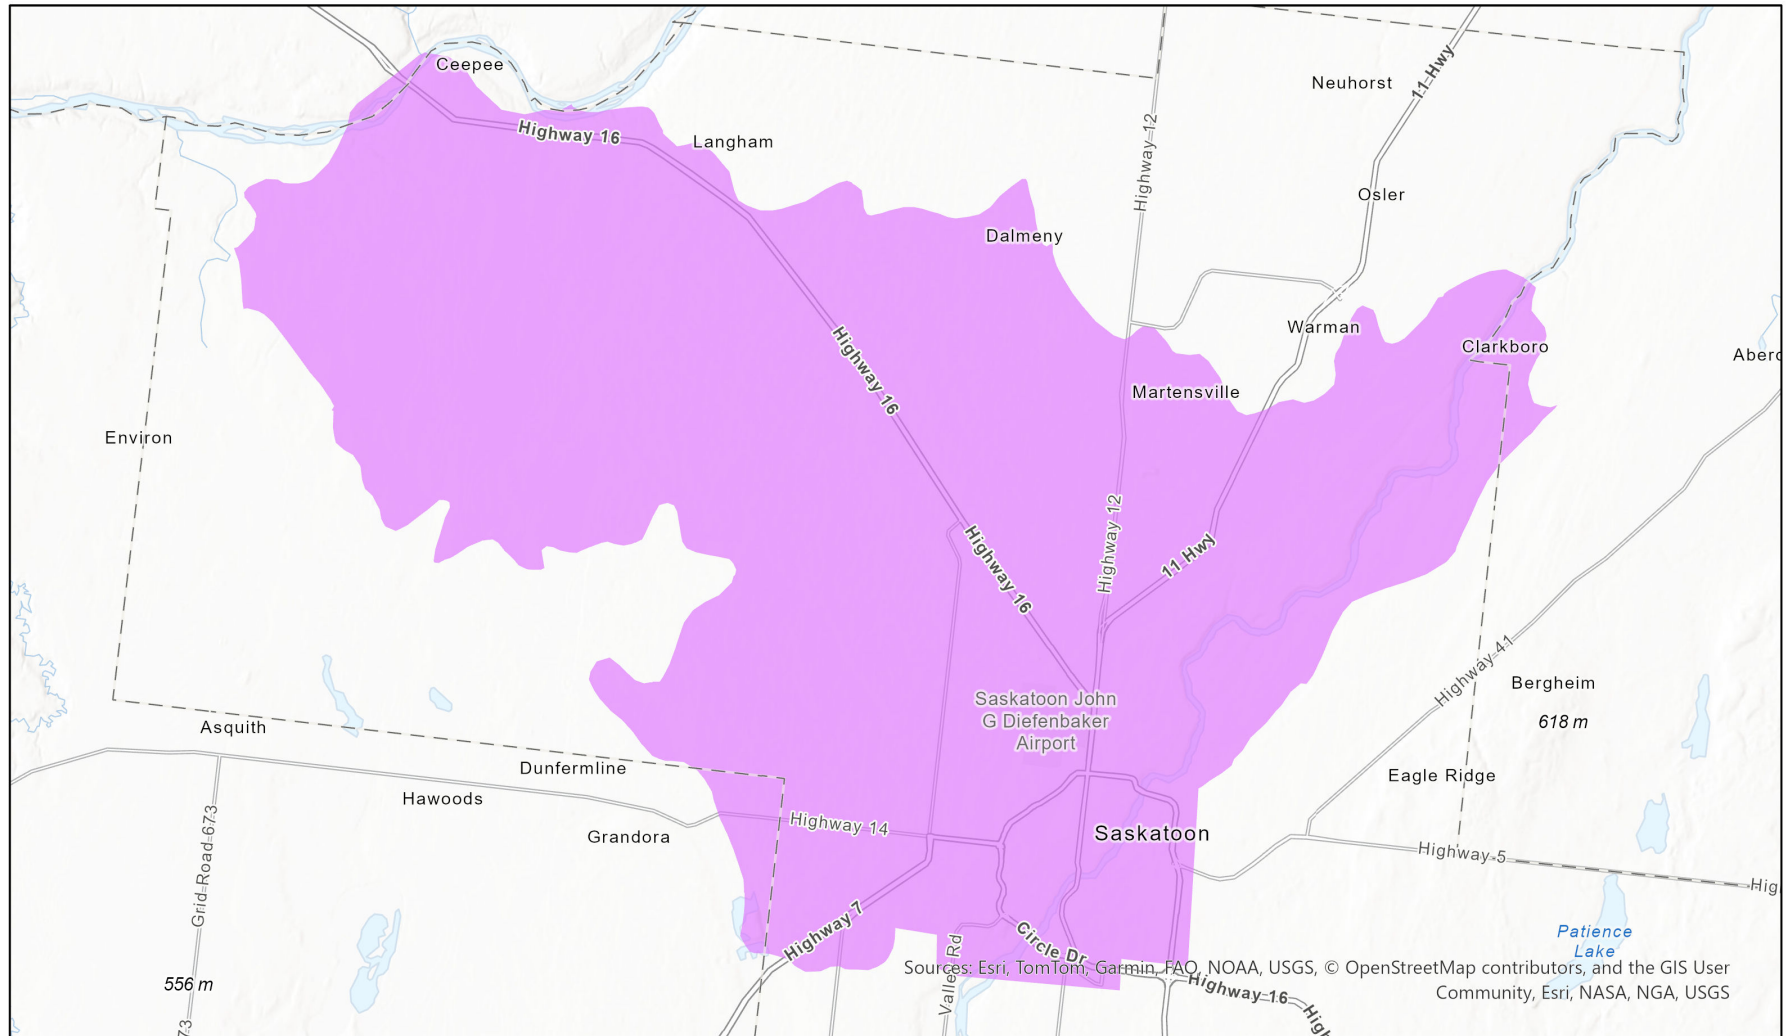 Ceepee
Neuhorst
11 Hwy
Highway 16
Langham
Highway 12
Osler
Dalmeny
Warman
Clarkboro
Highway 16
Martensville
Environ
Highway 12
Highway 16
11 Hwy
Highway 41
Bergheim
618 m
Saskatoon John
G Diefenbaker
Airport
Asquith
Dunfermline
Eagle Ridge
Hawoods
Highway 14
Saskatoon
Grandora
Grid Road 673
Highway 5
Highway 7
Circle Dr
Valley Rd
Patience
Lake
Sources: Esri, TomTom, Garmin, FAO, NOAA, USGS, © OpenStreetMap contributors, and the GIS User
Community, Esri, NASA, NGA, USGS
556 m
Highway 16